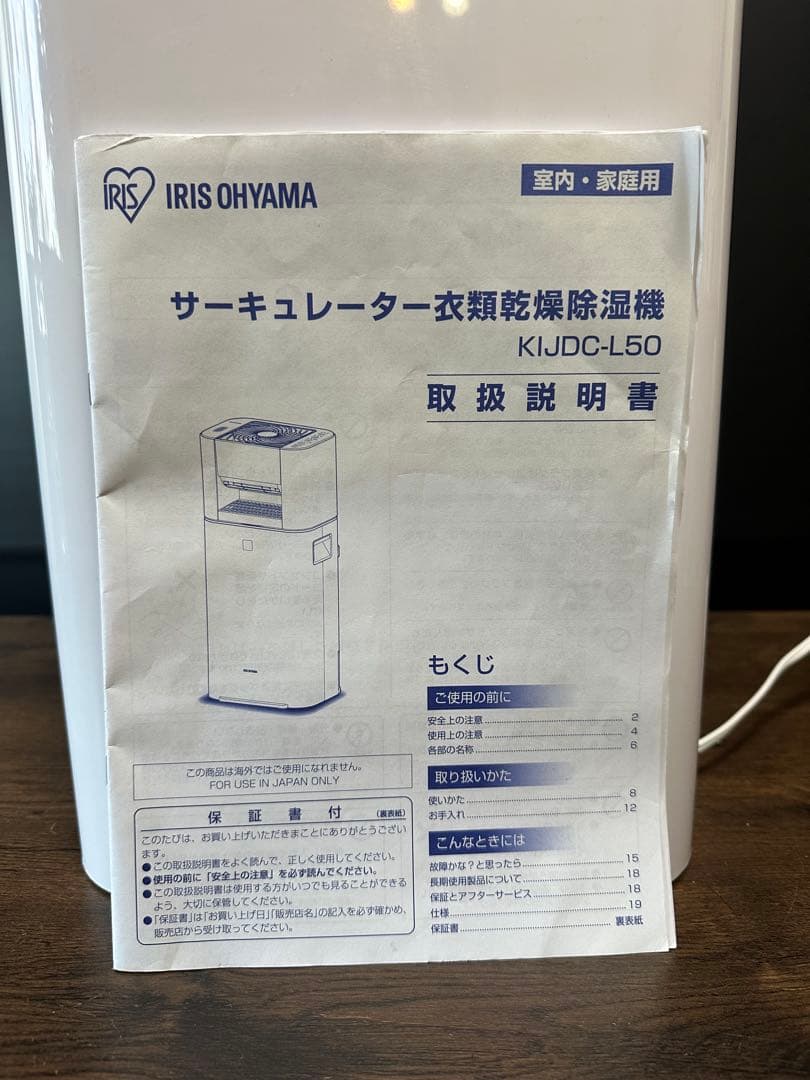 IRIS
IRIS OHYAMA
室内・家庭用
サーキュレーター衣類乾燥除湿機
KIJDC-L50
取扱説明書
もくじ
ご使用の前に
安全上の注意 2
使用上の注意 4
各部の名称 6
取り扱いかた
使いかた 8
お手入れ 12
こんなときには
故障かな?と思ったら 15
長期使用製品について 18
保証とアフターサービス 18
仕様 19
保証書 裏表紙
この商品は海外ではご使用になれません。
FOR USE IN JAPAN ONLY
保証書付(裏表紙)
このたびは、お買い上げいただきまことにありがとうござい
ます。
●この取扱説明書をよく読んで、正しく使用してください。
●使用の前に「安全上の注意」を必ず読んでください。
●この取扱説明書は使用する方がいつでも見ることができる
よう、大切に保管してください。
●「保証書」は「お買い上げ日」「販売店名」の記入を必ず確かめ、
販売店から受け取ってください。